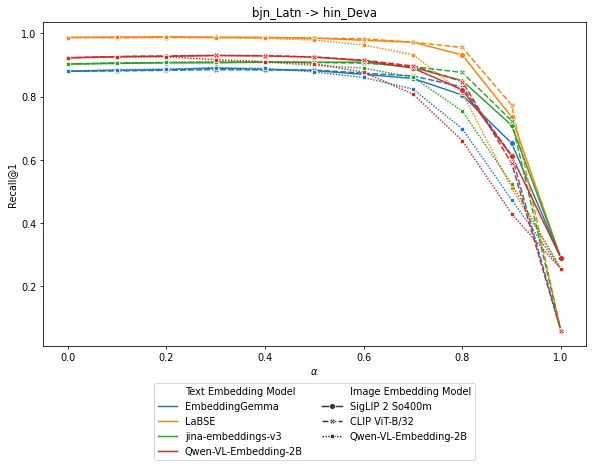 bjn_Latn -> hin_Deva
Recall@1
1.0
0.8
0.6
0.4
0.2
0.0 0.2 0.4 0.6 0.8 1.0
α
Text Embedding Model Image Embedding Model
EmbeddingGemma SigLIP 2 So400m
LaBSE CLIP ViT-B/32
jina-embeddings-v3 Qwen-VL-Embedding-2B
Qwen-VL-Embedding-2B